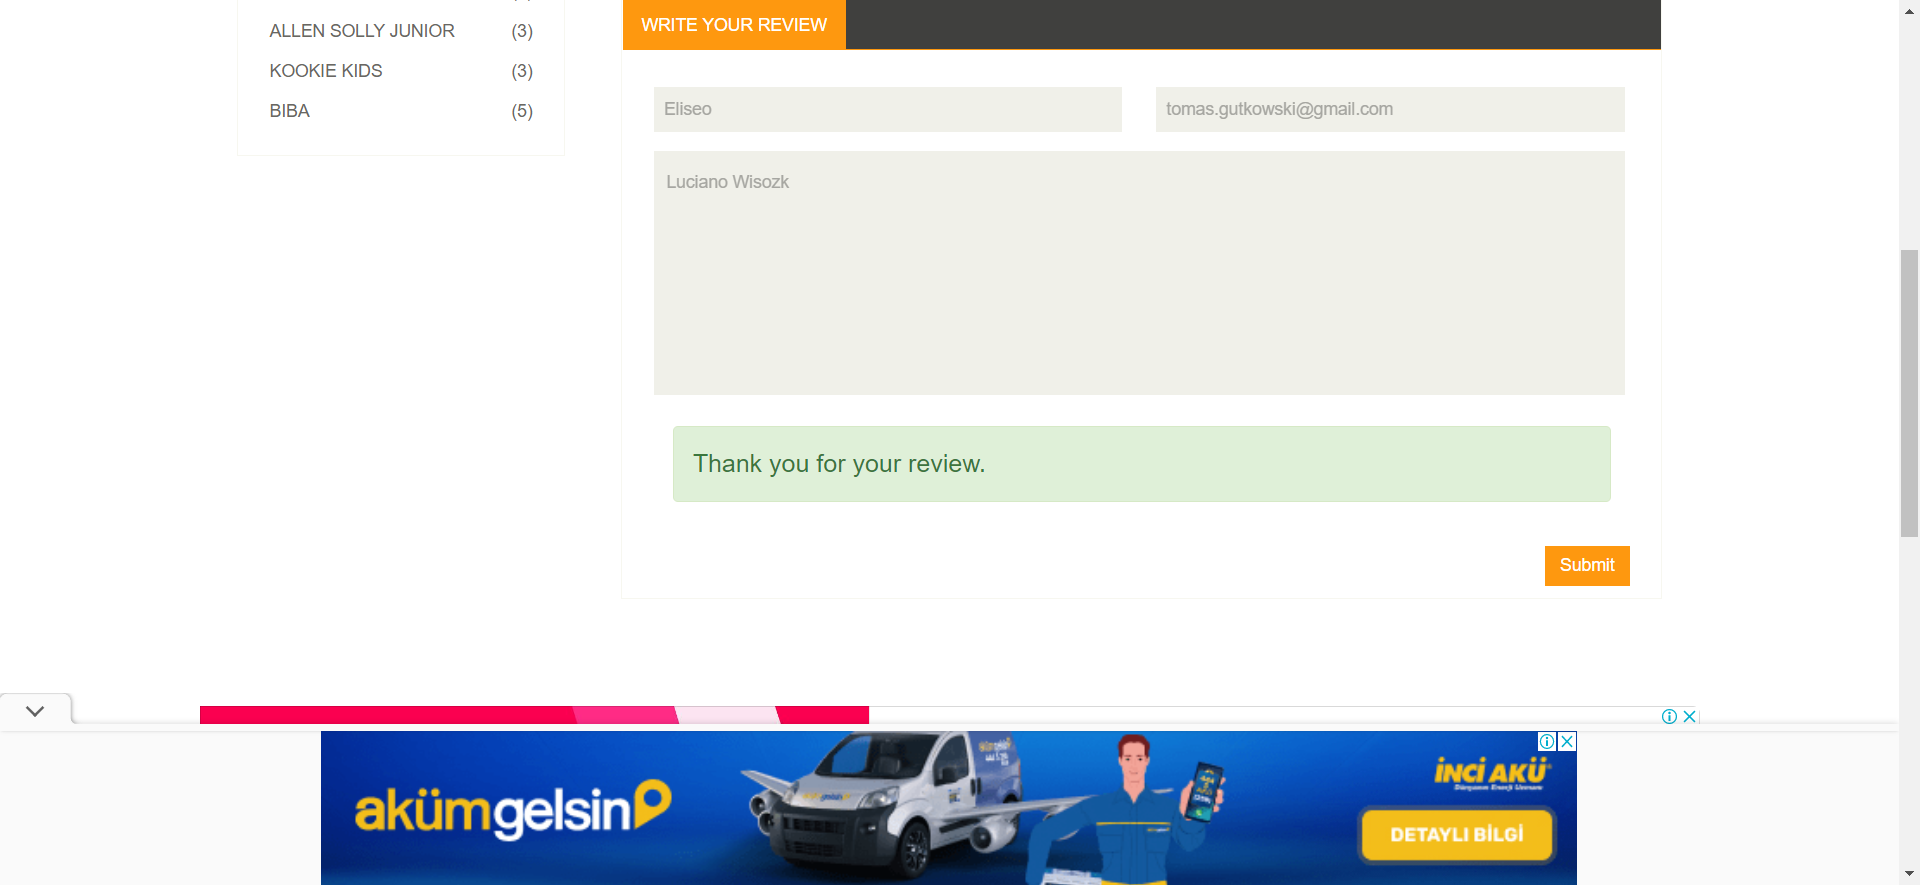 ALLEN SOLLY JUNIOR (3)
KOOKIE KIDS (3)
BIBA (5)
WRITE YOUR REVIEW
Eliseo
tomas.gutkowski@gmail.com
Luciano Wisozk
Thank you for your review.
Submit
akümgelsin
İNCİ AKÜ
DETAYLI BİLGİ